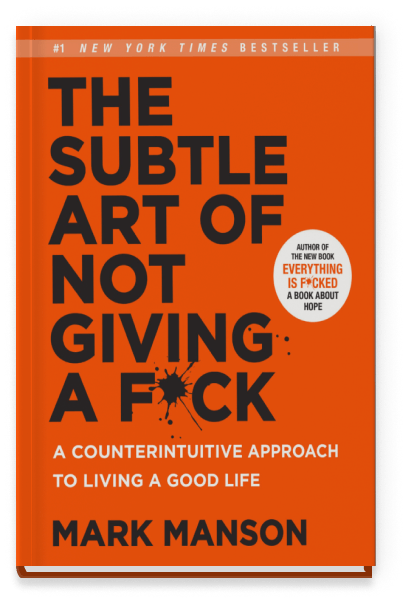 #1 NEW YORK TIMES BESTSELLER
THE
SUBTLE
ART OF
NOT
GIVING
A F*CK
AUTHOR OF
THE NEW BOOK
EVERYTHING
IS F*CKED
A BOOK ABOUT
HOPE
A COUNTERINTUITIVE APPROACH
TO LIVING A GOOD LIFE
MARK MANSON